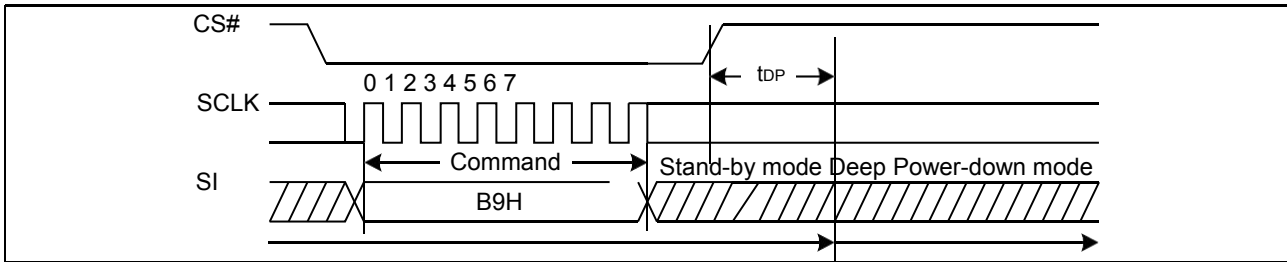 CS#
tDP
0 1 2 3 4 5 6 7
SCLK
Command
Stand-by mode Deep Power-down mode
SI
B9H